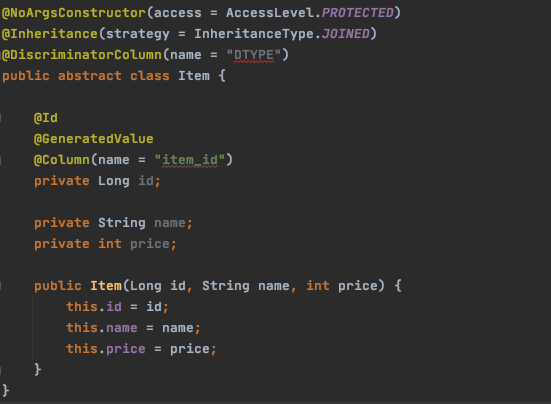 @NoArgsConstructor(access = AccessLevel.PROTECTED)
@Inheritance(strategy = InheritanceType.JOINED)
@DiscriminatorColumn(name = "DTYPE")
public abstract class Item {
@Id
@GeneratedValue
@Column(name = "item_id")
private Long id;
private String name;
private int price;
public Item(Long id, String name, int price) {
this.id = id;
this.name = name;
this.price = price;
}
}